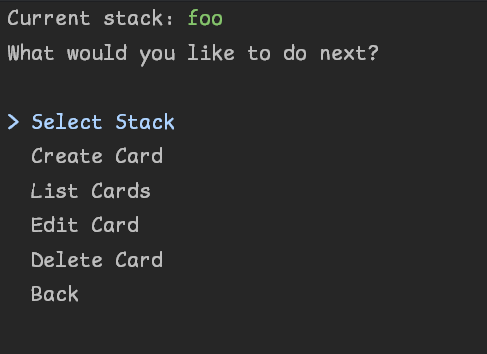 Current stack: foo
What would you like to do next?
> Select Stack
Create Card
List Cards
Edit Card
Delete Card
Back